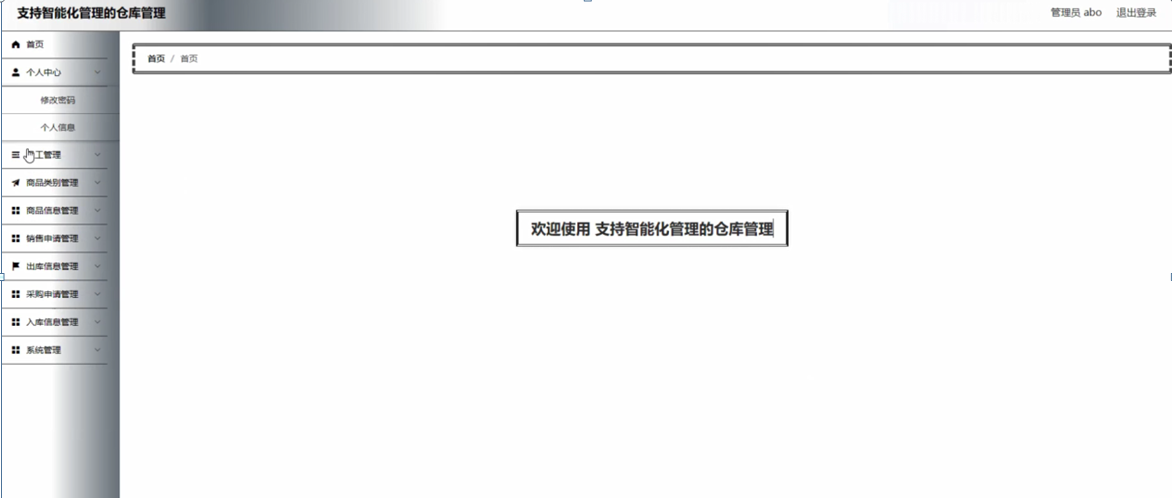 支持智能化管理的仓库管理
管理员 abo 退出登录
首页
个人中心
修改密码
个人信息
工管理
商品类别管理
商品信息管理
销售申请管理
出库信息管理
采购申请管理
入库信息管理
系统管理
首页 / 首页
欢迎使用 支持智能化管理的仓库管理